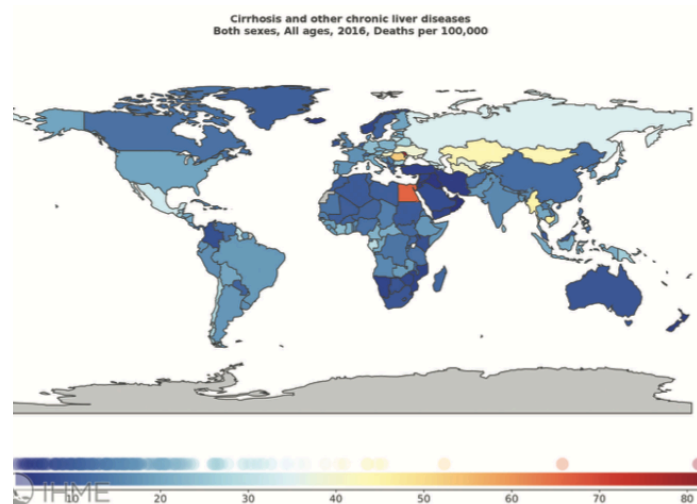 Cirrhosis and other chronic liver diseases
Both sexes, All ages, 2016, Deaths per 100,000
IHME
10 20 30 40 50 60 70 80